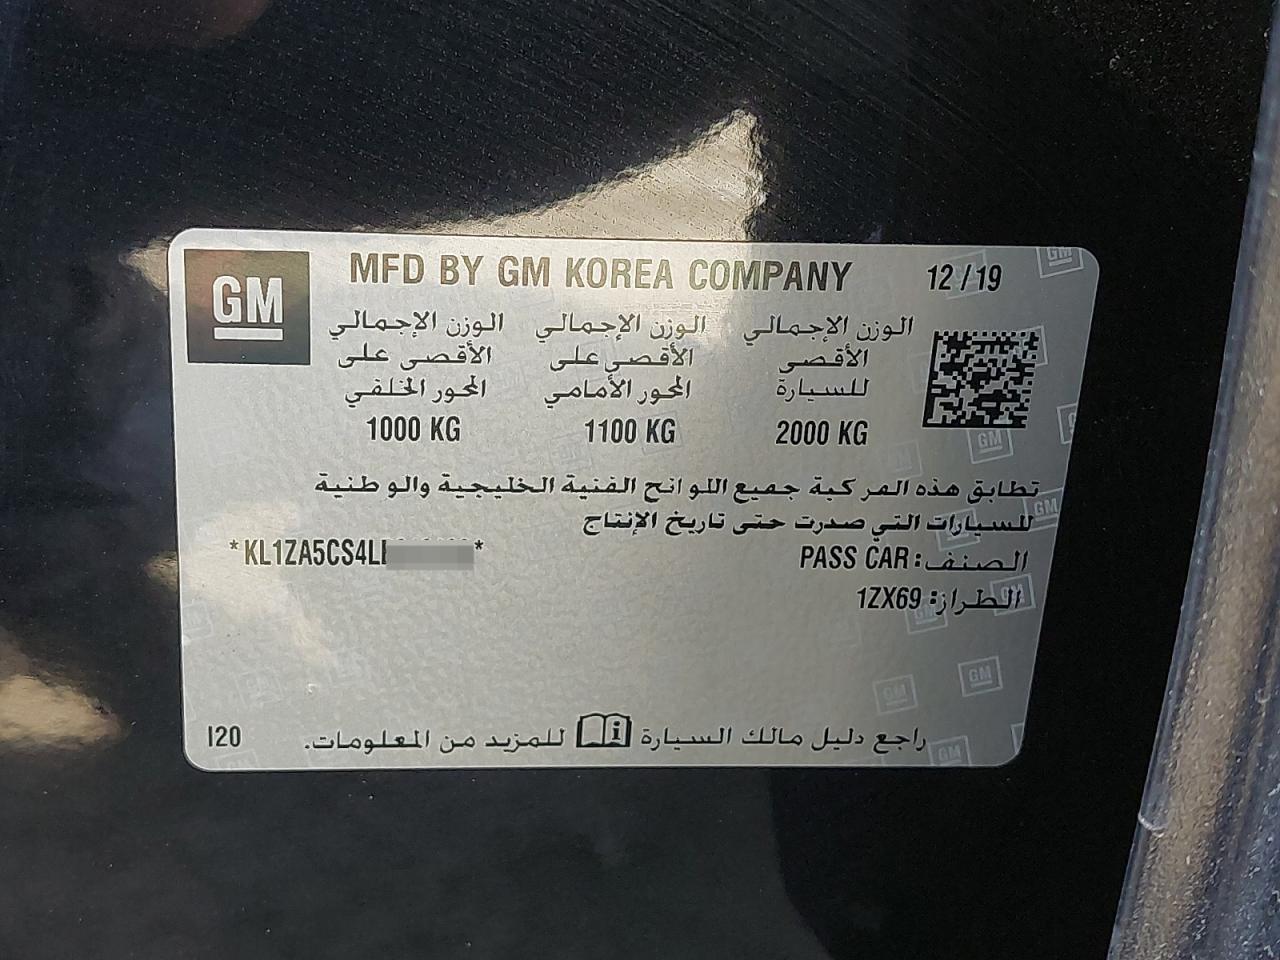 GM
MFD BY GM KOREA COMPANY 12/19
الوزن الإجمالي الأقصى للسيارة
2000 KG
الوزن الإجمالي الأقصى على المحور الأمامي
1100 KG
الوزن الإجمالي الأقصى على المحور الخلفي
1000 KG
تطابق هذه المركبة جميع اللوائح الفنية الخليجية والوطنية
للسيارات التي صدرت حتى تاريخ الإنتاج
الصنف: PASS CAR
*KL1ZA5CS4L
الطراز: 1ZX69
راجع دليل مالك السيارة للمزيد من المعلومات.
I20